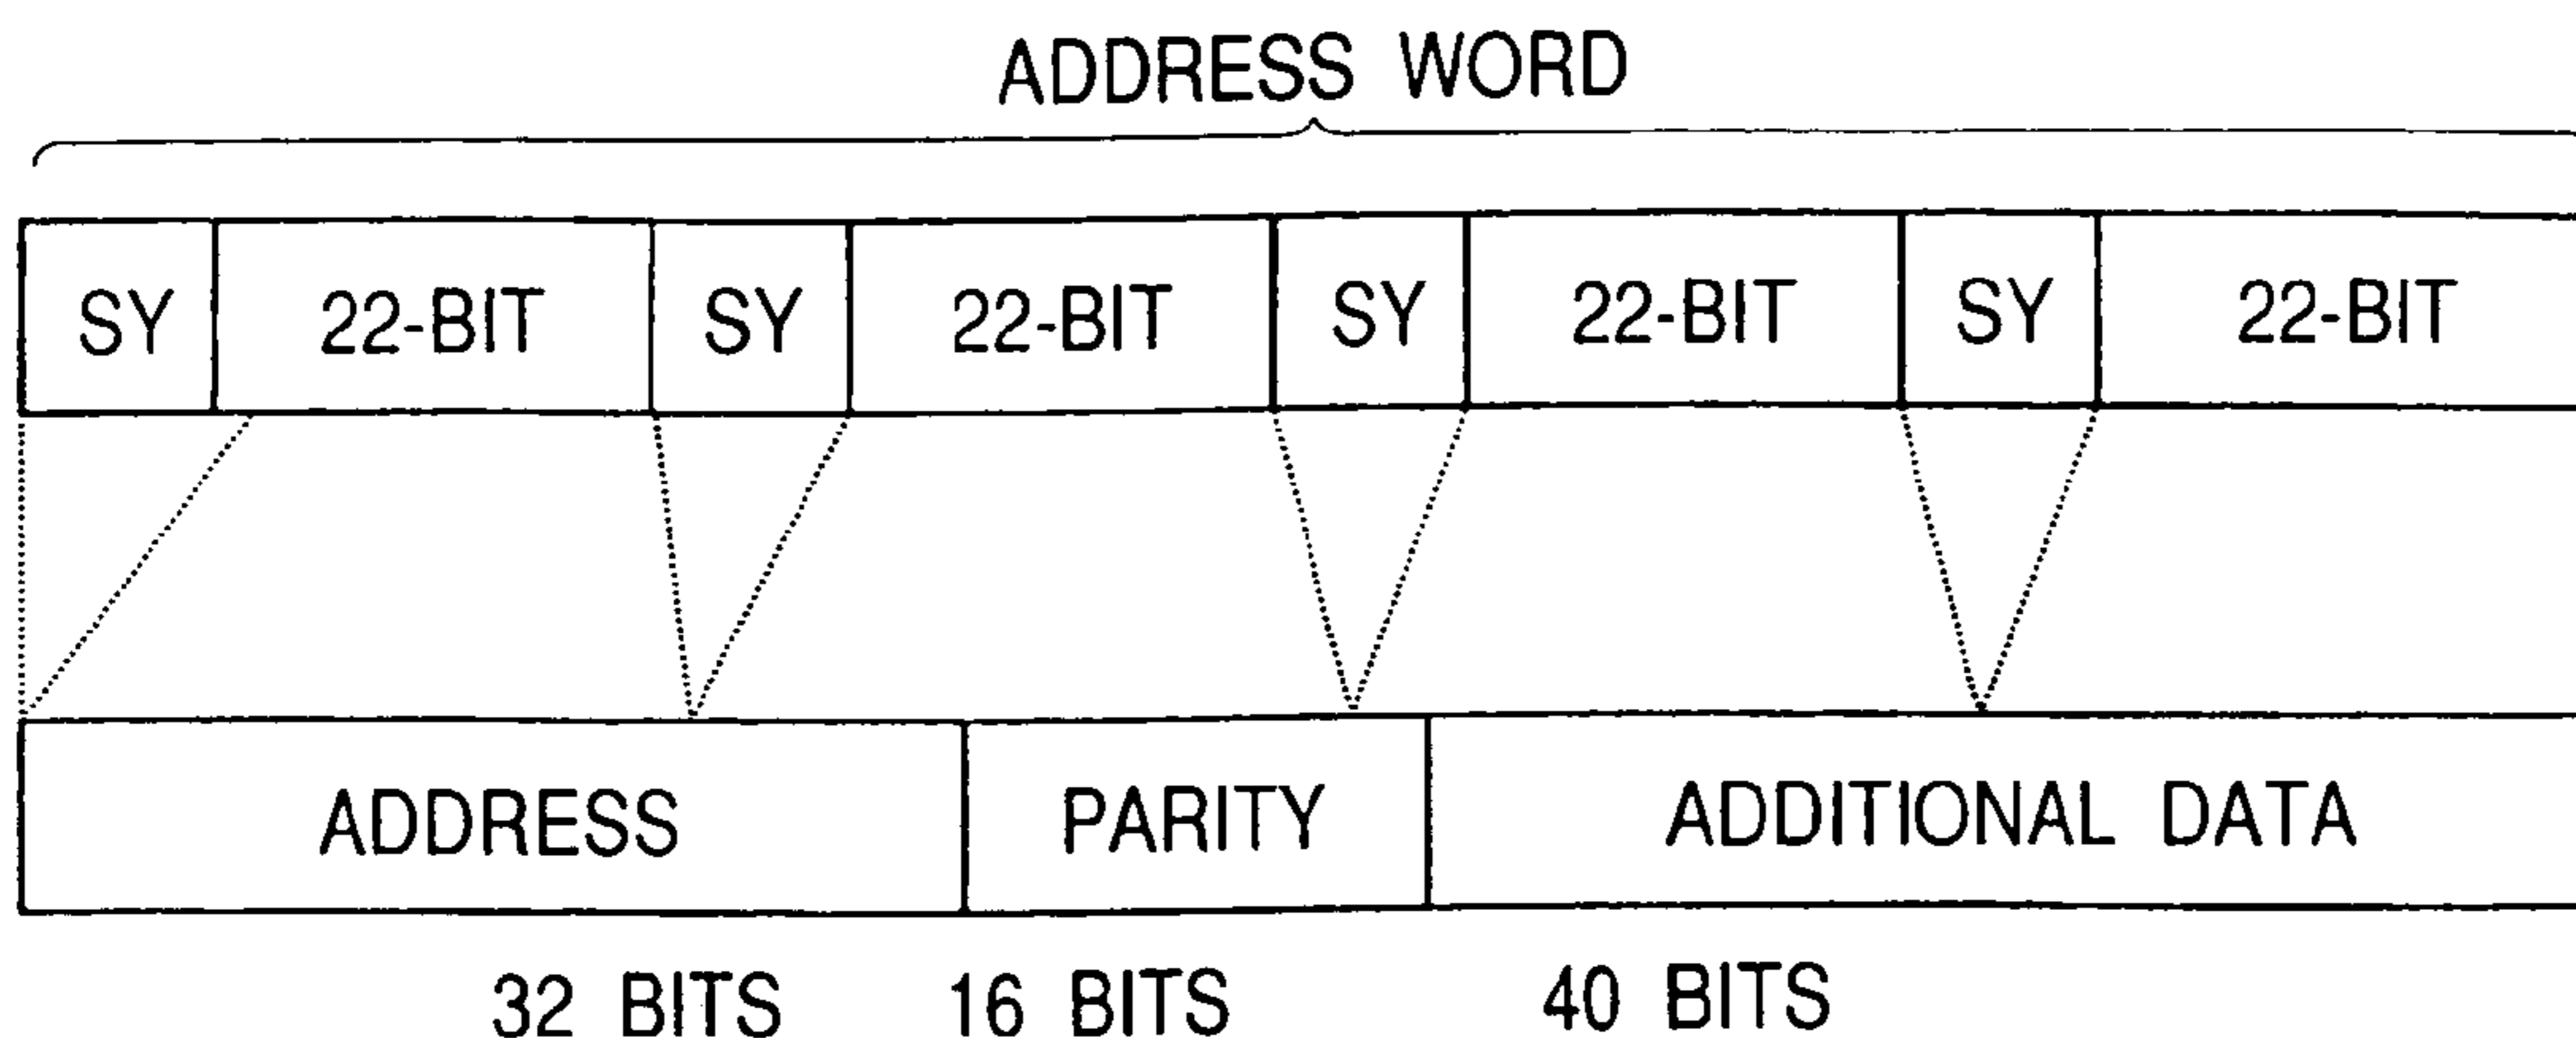 ADDRESS WORD
SY 22-BIT SY 22-BIT SY 22-BIT SY 22-BIT
ADDRESS PARITY ADDITIONAL DATA
32 BITS 16 BITS 40 BITS